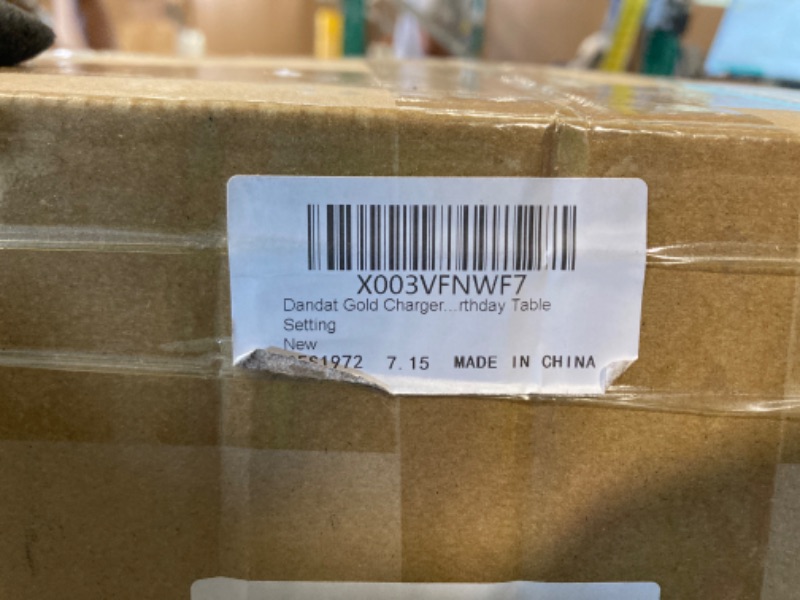 X003VFNWF7
Dandat Gold Charger...rthday Table
Setting
New
7.15 MADE IN CHINA